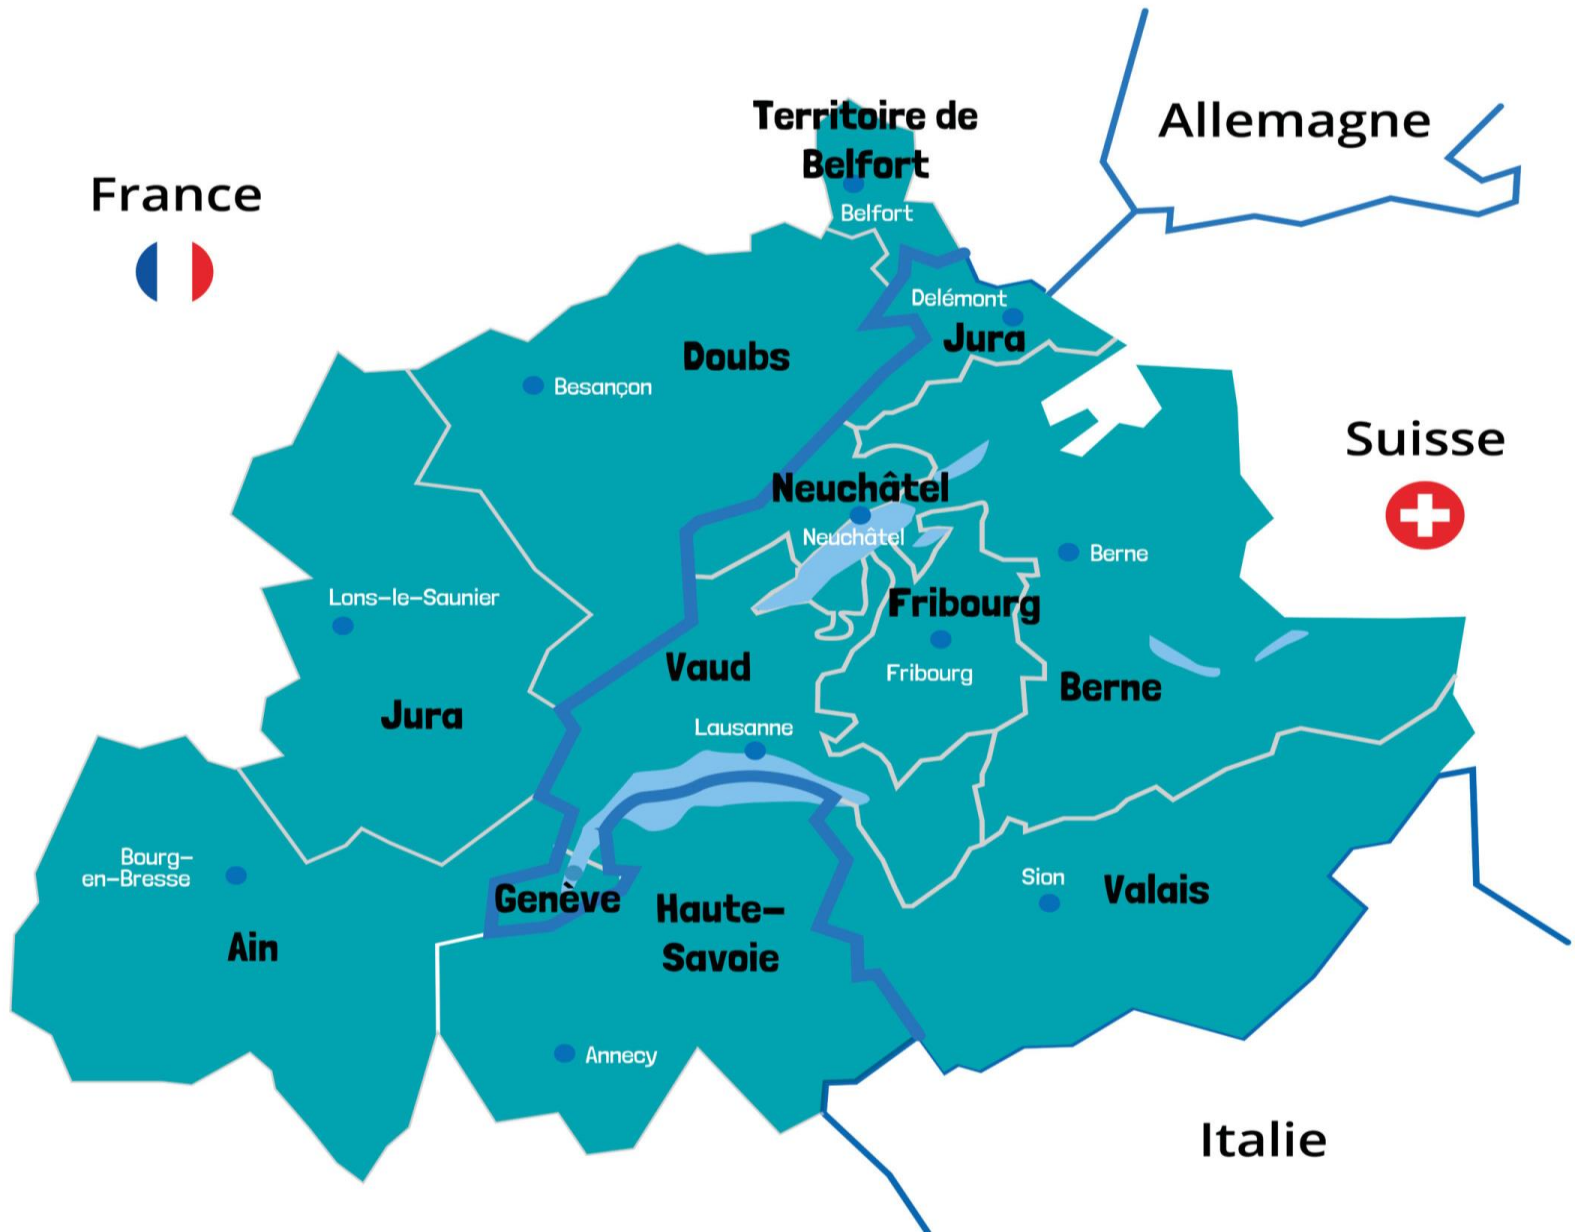 Allemagne
Territoire de
Belfort
Belfort
France
Delémont
Jura
Doubs
Besançon
Suisse
Neuchâtel
Neuchâtel
Berne
Lons-le-Saunier
Fribourg
Fribourg
Vaud
Berne
Jura
Lausanne
Bourg-
en-Bresse
Sion
Valais
Genève
Haute-
Savoie
Ain
Annecy
Italie